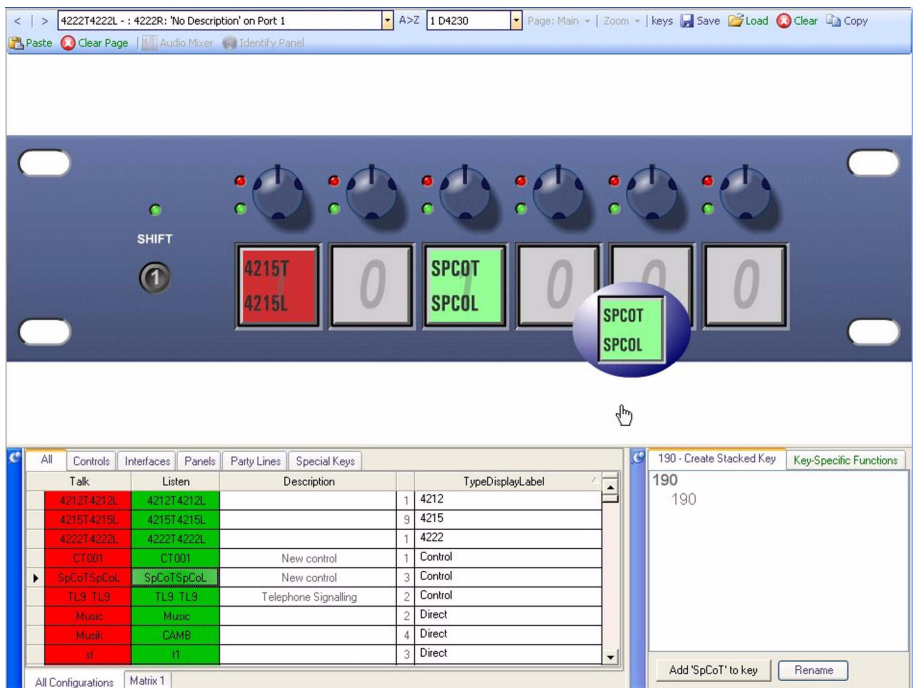 < | > 4222T4222L - : 4222R: 'No Description' on Port 1 A>Z 1 D4230 Page: Main Zoom keys Save Load Clear Copy
Paste Clear Page Audio Mixer Identify Panel
SHIFT
1
4215T
4215L
0
SPCOT
SPCOL
0
0
0
SPCOT
SPCOL
All Controls Interfaces Panels Party Lines Special Keys
Talk Listen Description TypeDisplayLabel
4212T4212L 4212T4212L 1 4212
4215T4215L 4215T4215L 9 4215
4222T4222L 4222T4222L 1 4222
CT001 CT001 New control 1 Control
SpCoTSpCoL SpCoTSpCoL New control 3 Control
TL9 TL9 TL9 TL9 Telephone Signalling 2 Control
Music Music 2 Direct
Musik CAMB 4 Direct
t1 3 Direct
All Configurations Matrix 1
190 - Create Stacked Key Key-Specific Functions
190
190
Add 'SpCoT' to key Rename